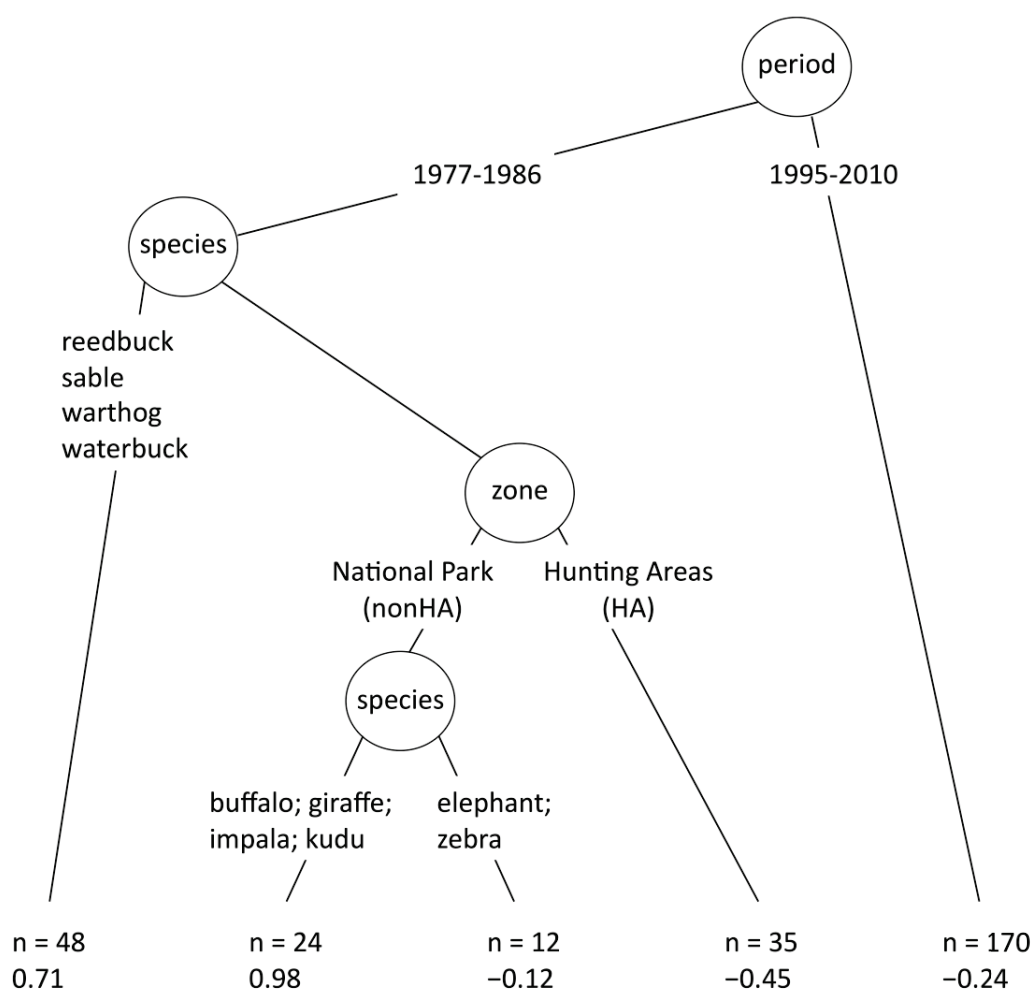 period
1977-1986
1995-2010
species
reedbuck
sable
warthog
waterbuck
zone
National Park
(nonHA)
Hunting Areas
(HA)
species
buffalo; giraffe;
impala; kudu
elephant;
zebra
n = 48
0.71
n = 24
0.98
n = 12
−0.12
n = 35
−0.45
n = 170
−0.24